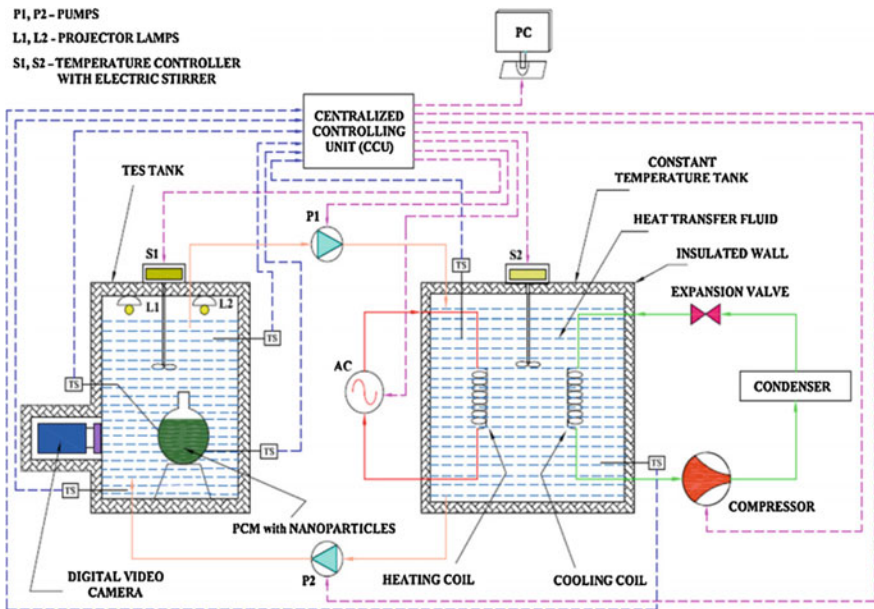 P1, P2 – PUMPS
L1, L2 - PROJECTOR LAMPS
S1, S2 – TEMPERATURE CONTROLLER
WITH ELECTRIC STIRRER
PC
CENTRALIZED
CONTROLLING
UNIT (CCU)
TES TANK
CONSTANT
TEMPERATURE TANK
P1
HEAT TRANSFER FLUID
S1
S2
INSULATED WALL
TS
EXPANSION VALVE
L1
L2
TS
AC
CONDENSER
TS
TS
TS
TS
COMPRESSOR
PCM with NANOPARTICLES
P2
HEATING COIL
COOLING COIL
DIGITAL VIDEO
CAMERA